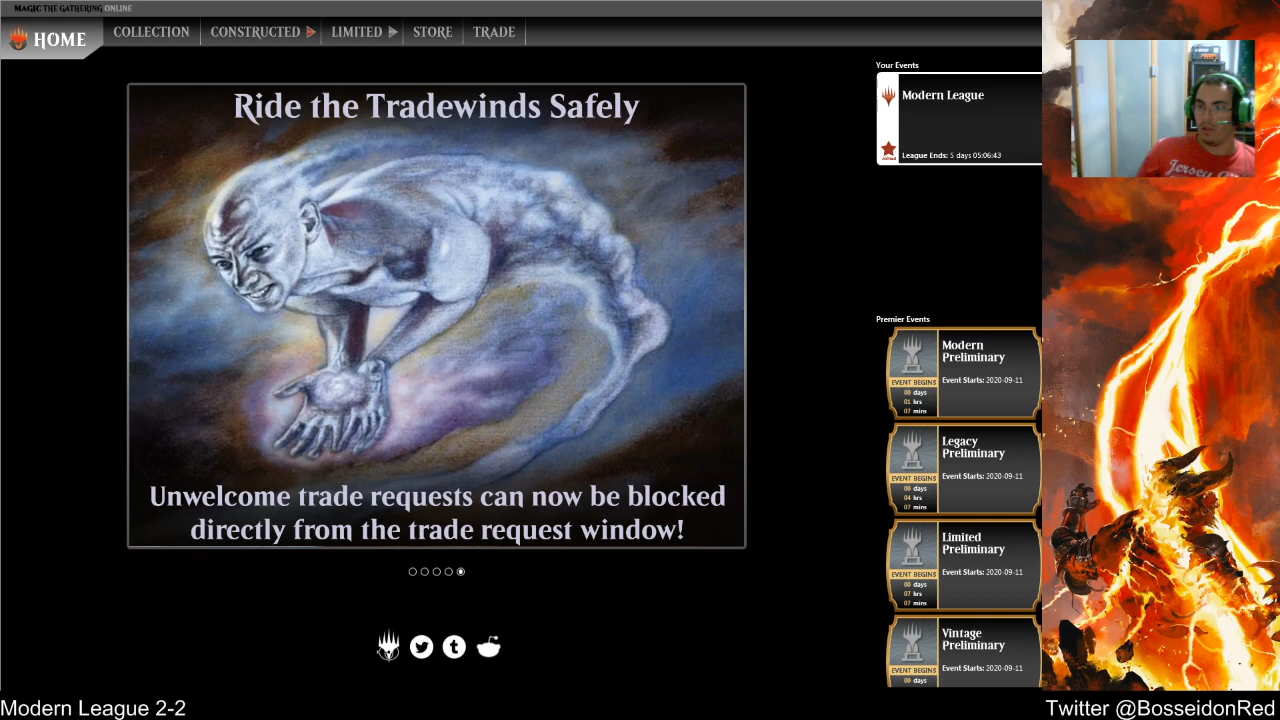 MAGIC THE GATHERING ONLINE
HOME
COLLECTION
CONSTRUCTED
LIMITED
STORE
TRADE
Ride the Tradewinds Safely
Unwelcome trade requests can now be blocked
directly from the trade request window!
Your Events
Modern League
Joined
League Ends: 5 days 05:06:43
Premier Events
Modern
Preliminary
Event Starts: 2020-09-11
EVENT BEGINS
00 days
01 hrs
07 mins
Legacy
Preliminary
Event Starts: 2020-09-11
EVENT BEGINS
00 days
04 hrs
07 mins
Limited
Preliminary
Event Starts: 2020-09-11
EVENT BEGINS
00 days
07 hrs
07 mins
Vintage
Preliminary
Event Starts: 2020-09-11
EVENT BEGINS
00 days
Jersey
Modern League 2-2
Twitter @BosseidonRed